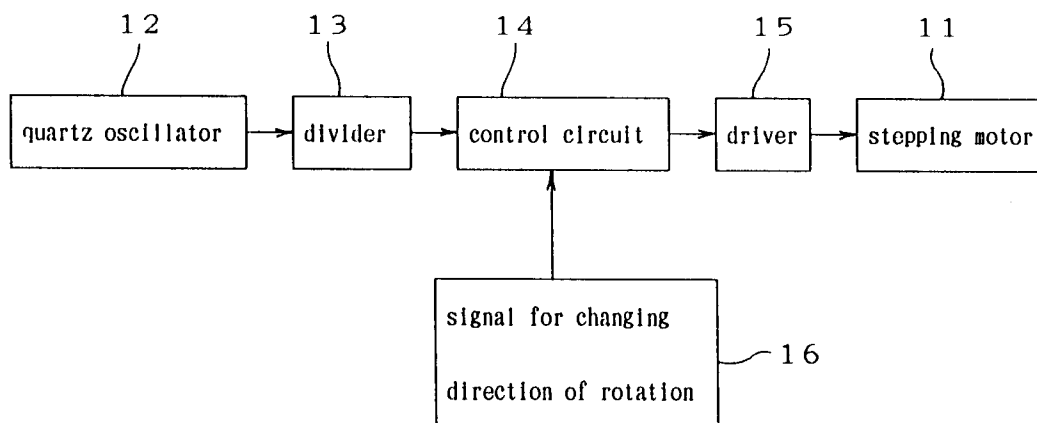 12
13
14
15
11
quartz oscillator
divider
control circuit
driver
stepping motor
signal for changing
direction of rotation
16